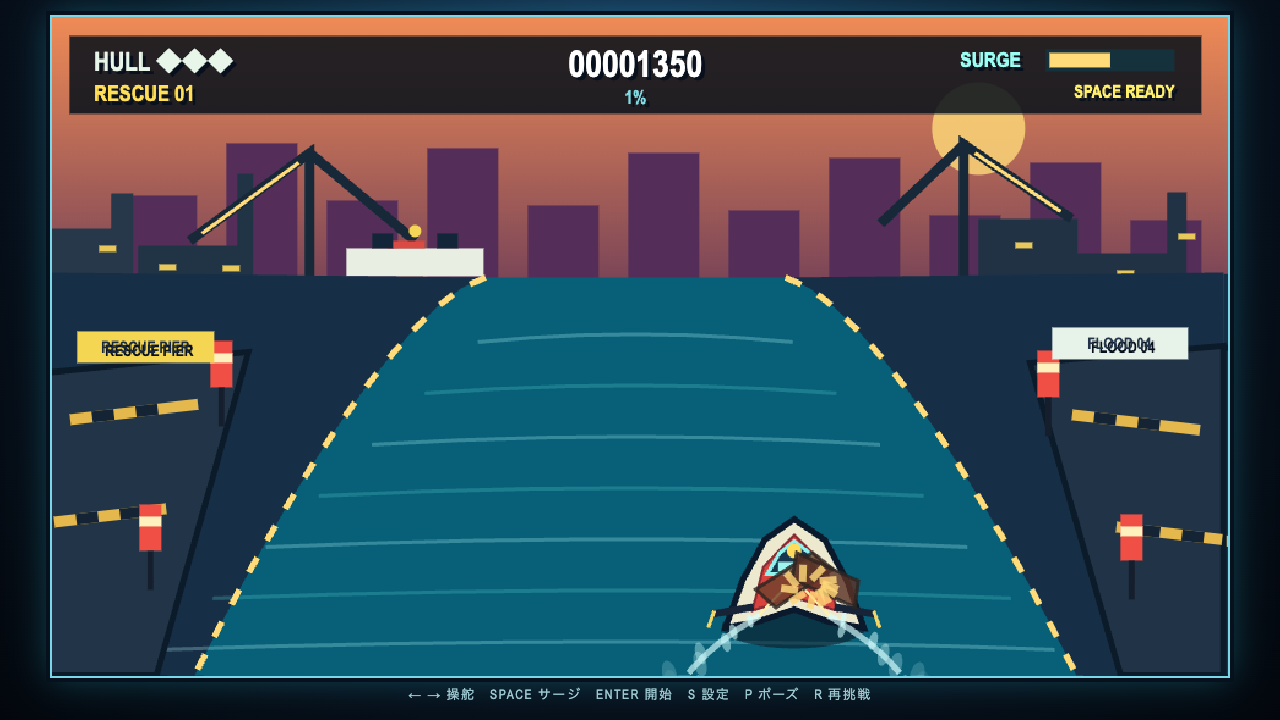 HULL
00001350
SURGE
RESCUE 01
1%
SPACE READY
RESCUE PIER
FLOOD 04
← → 操舵 SPACE サージ ENTER 開始 S 設定 P ポーズ R 再挑戦